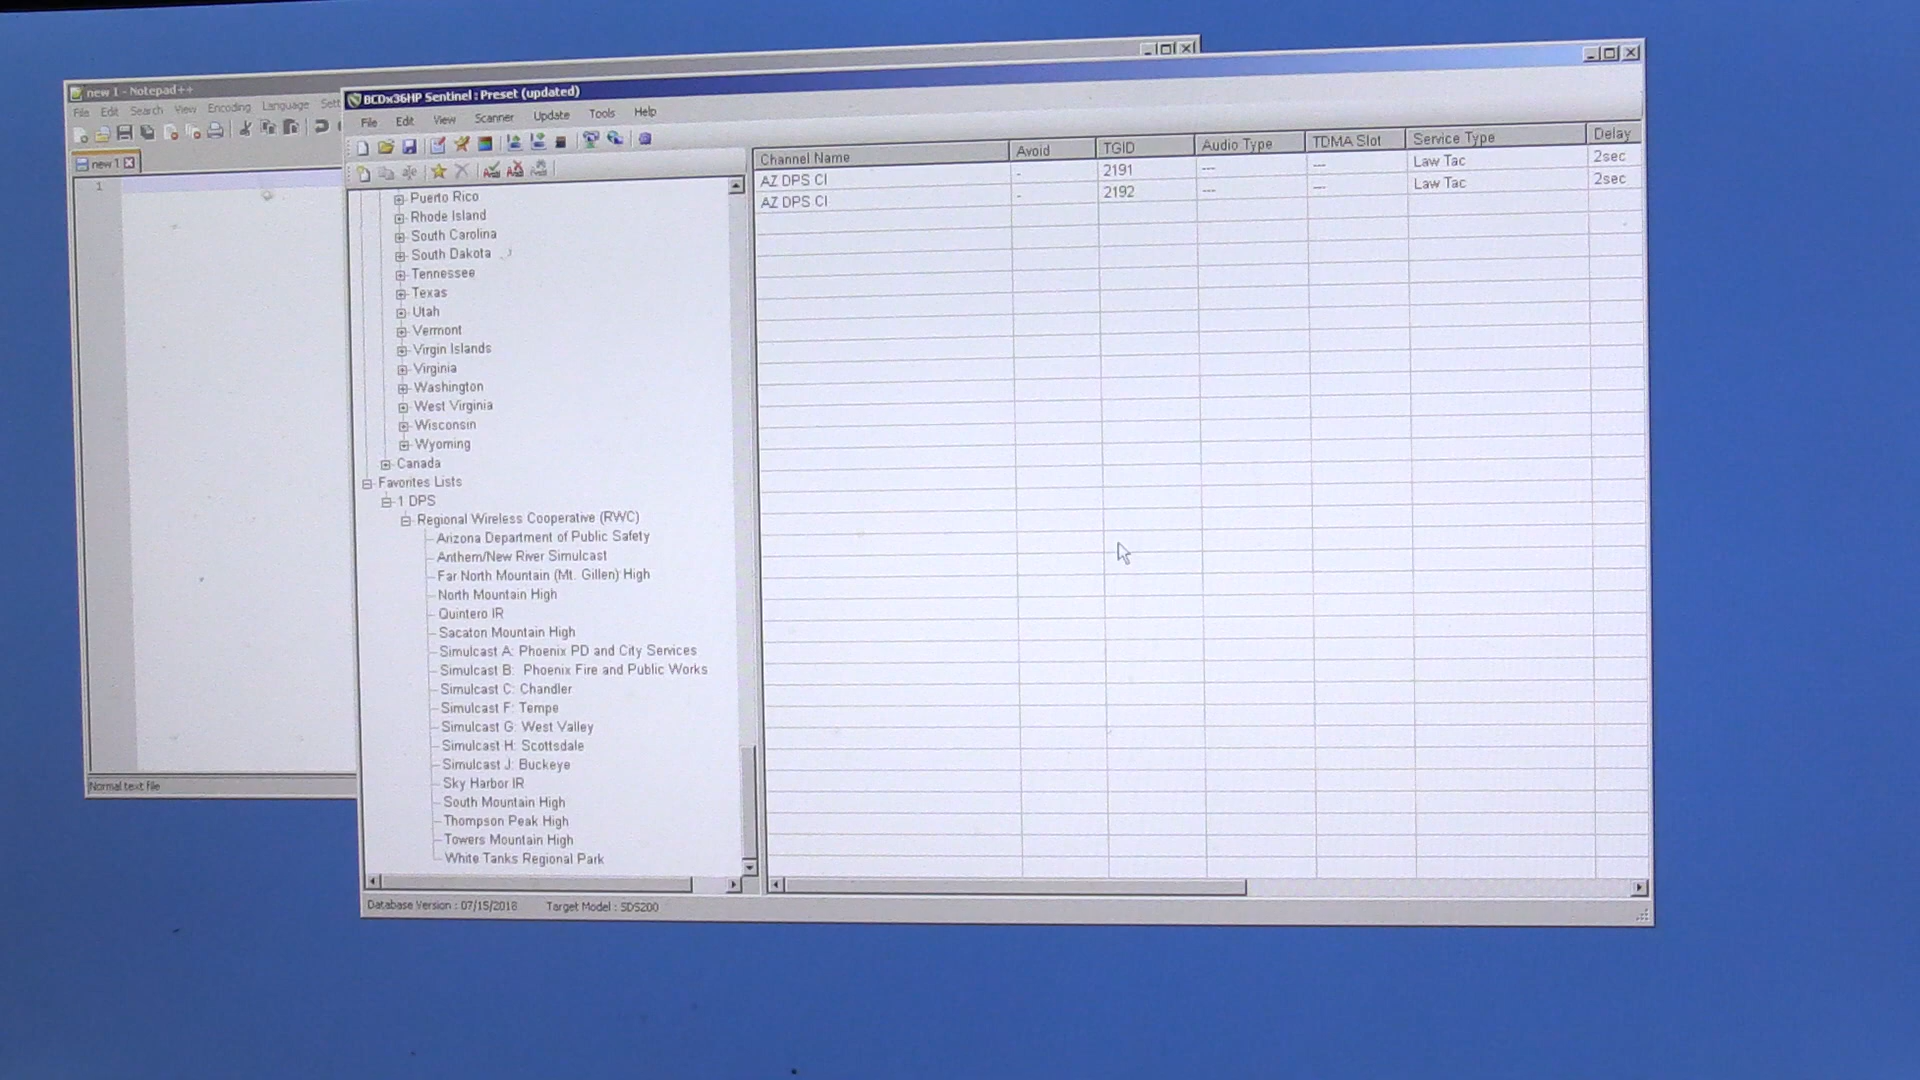 new 1 - Notepad++
File Edit Search View Encoding Language Sett
new 1
1
Normal text file
BCDx36HP Sentinel : Preset (updated)
File Edit View Scanner Update Tools Help
Puerto Rico
Rhode Island
South Carolina
South Dakota
Tennessee
Texas
Utah
Vermont
Virgin Islands
Virginia
Washington
West Virginia
Wisconsin
Wyoming
Canada
Favorites Lists
1 DPS
Regional Wireless Cooperative (RWC)
Arizona Department of Public Safety
Anthem/New River Simulcast
Far North Mountain (Mt. Gillen) High
North Mountain High
Quintero IR
Sacaton Mountain High
Simulcast A: Phoenix PD and City Services
Simulcast B: Phoenix Fire and Public Works
Simulcast C: Chandler
Simulcast F: Tempe
Simulcast G: West Valley
Simulcast H: Scottsdale
Simulcast J: Buckeye
Sky Harbor IR
South Mountain High
Thompson Peak High
Towers Mountain High
White Tanks Regional Park
Channel Name Avoid TGID Audio Type TDMA Slot Service Type Delay
AZ DPS CI - 2191 --- --- Law Tac 2sec
AZ DPS CI - 2192 --- --- Law Tac 2sec
Database Version : 07/15/2018 Target Model : SDS200